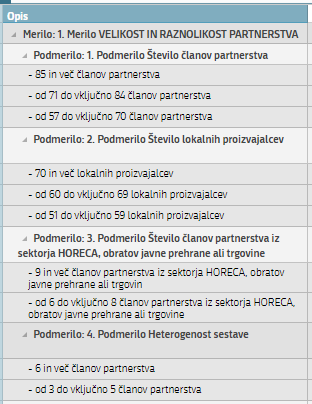 Opis
Merilo: 1. Merilo VELIKOST IN RAZNOLIKOST PARTNERSTVA
Podmerilo: 1. Podmerilo Število članov partnerstva
- 85 in več članov partnerstva
- od 71 do vključno 84 članov partnerstva
- od 57 do vključno 70 članov partnerstva
Podmerilo: 2. Podmerilo Število lokalnih proizvajalcev
- 70 in več lokalnih proizvajalcev
- od 60 do vključno 69 lokalnih proizvajalcev
- od 51 do vključno 59 lokalnih proizvajalcev
Podmerilo: 3. Podmerilo Število članov partnerstva iz
sektorja HORECA, obratov javne prehrane ali trgovine
- 9 in več članov partnerstva iz sektorja HORECA, obratov
javne prehrane ali trgovin
- od 6 do vključno 8 članov partnerstva iz sektorja HORECA,
obratov javne prehrane ali trgovine
Podmerilo: 4. Podmerilo Heterogenost sestave
- 6 in več članov partnerstva
- od 3 do vključno 5 članov partnerstva